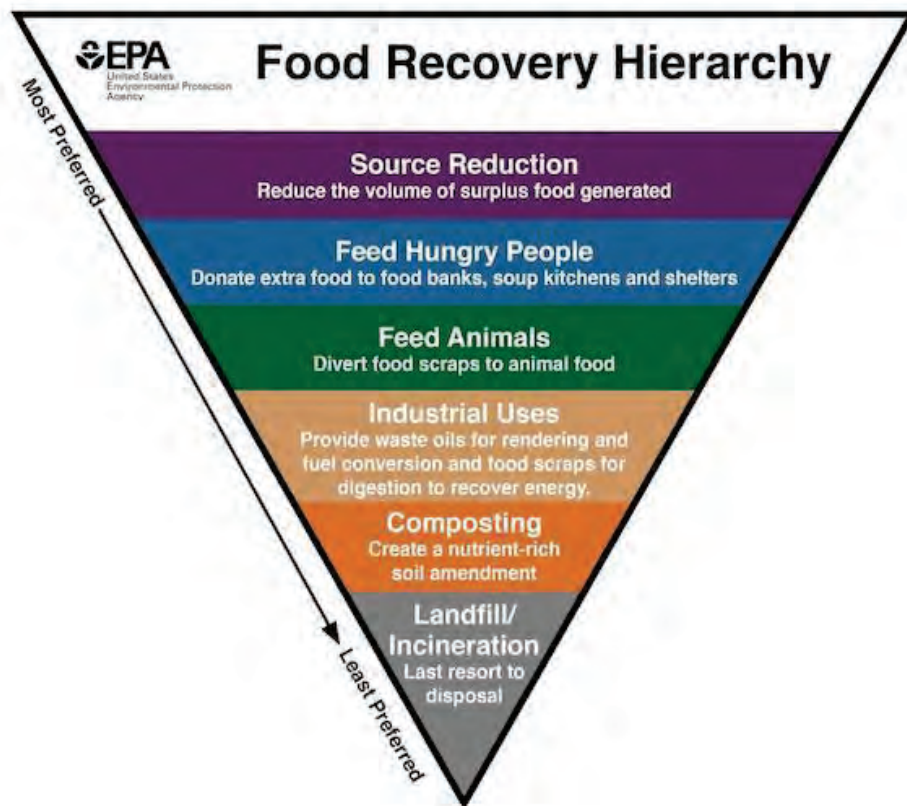 EPA
United States
Environmental Protection
Agency
Food Recovery Hierarchy
Most Preferred
Source Reduction
Reduce the volume of surplus food generated
Feed Hungry People
Donate extra food to food banks, soup kitchens and shelters
Feed Animals
Divert food scraps to animal food
Industrial Uses
Provide waste oils for rendering and
fuel conversion and food scraps for
digestion to recover energy.
Composting
Create a nutrient-rich
soil amendment
Landfill/
Incineration
Last resort to
disposal
Least Preferred